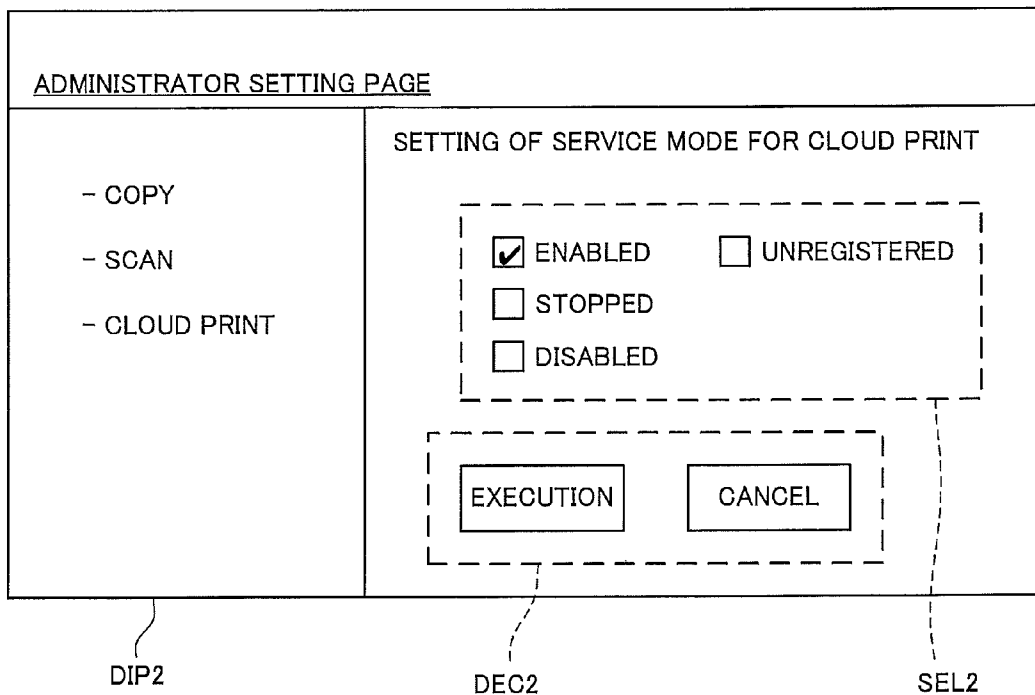 ADMINISTRATOR SETTING PAGE
- COPY
- SCAN
- CLOUD PRINT
SETTING OF SERVICE MODE FOR CLOUD PRINT
ENABLED
UNREGISTERED
STOPPED
DISABLED
EXECUTION
CANCEL
DIP2
DEC2
SEL2